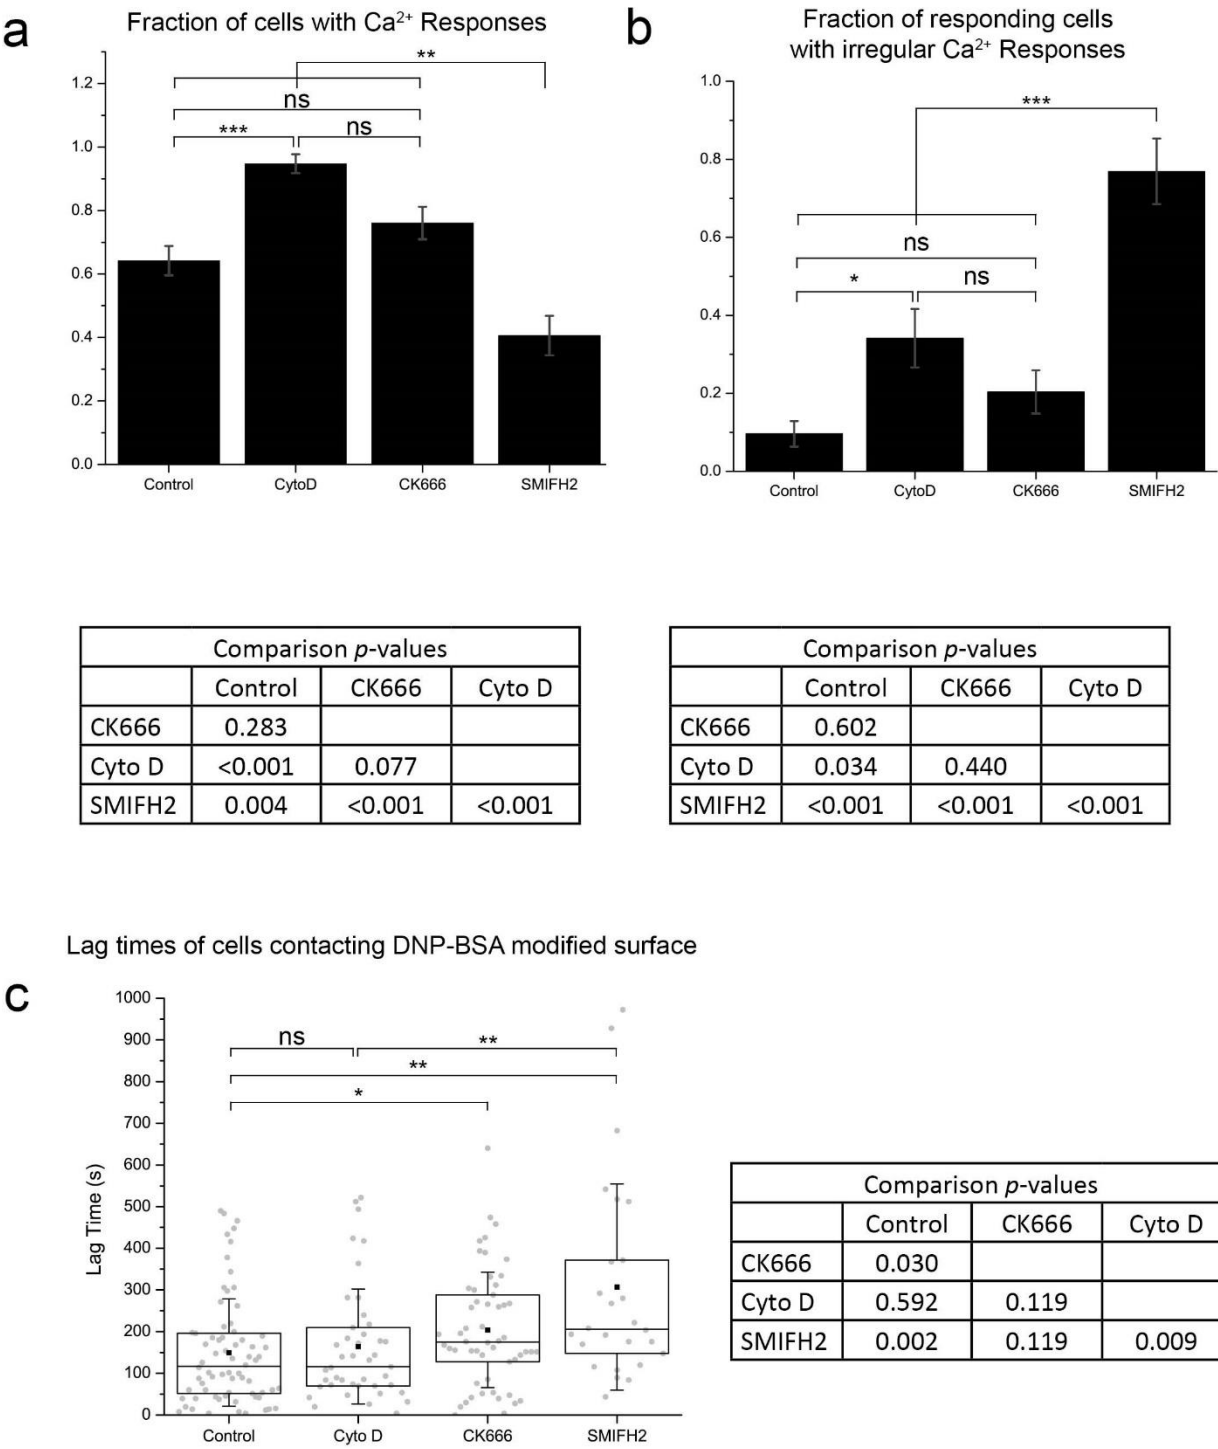 a
Fraction of cells with Ca²⁺ Responses
**
ns
***
ns
1.2
1.0
0.8
0.6
0.4
0.2
0.0
Control CytoD CK666 SMIFH2
b
Fraction of responding cells
with irregular Ca²⁺ Responses
***
ns
*
ns
1.0
0.8
0.6
0.4
0.2
0.0
Control CytoD CK666 SMIFH2
Comparison p-values
Control CK666 Cyto D
CK666 0.283
Cyto D <0.001 0.077
SMIFH2 0.004 <0.001 <0.001
Comparison p-values
Control CK666 Cyto D
CK666 0.602
Cyto D 0.034 0.440
SMIFH2 <0.001 <0.001 <0.001
Lag times of cells contacting DNP-BSA modified surface
c
ns
**
**
*
Lag Time (s)
1000
900
800
700
600
500
400
300
200
100
0
Control Cyto D CK666 SMIFH2
Comparison p-values
Control CK666 Cyto D
CK666 0.030
Cyto D 0.592 0.119
SMIFH2 0.002 0.119 0.009